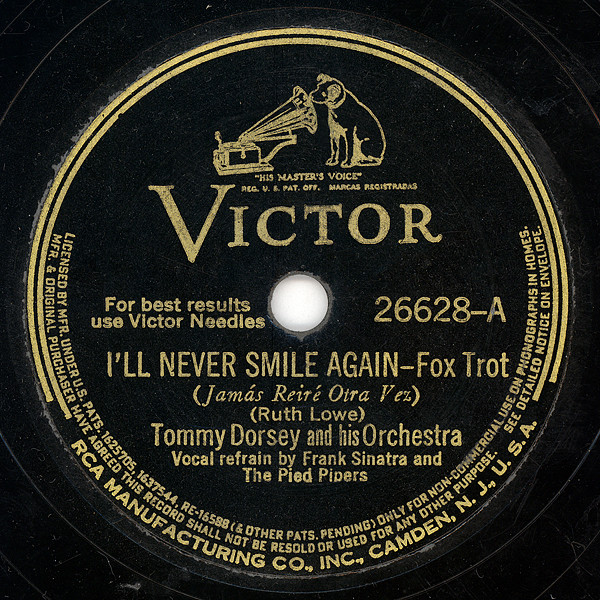 "HIS MASTER'S VOICE"
REG. U. S. PAT. OFF. MARCAS REGISTRADAS
VICTOR
For best results
use Victor Needles
26628-A
I'LL NEVER SMILE AGAIN-Fox Trot
(Jamás Reiré Otra Vez)
(Ruth Lowe)
Tommy Dorsey and his Orchestra
Vocal refrain by Frank Sinatra and
The Pied Pipers
LICENSED BY MFR. UNDER U.S. PATS. 1625705, 1637544, RE-16588 (& OTHER PATS. PENDING) ONLY FOR NON-COMMERCIAL USE ON PHONOGRAPHS IN HOMES.
MFR. & ORIGINAL PURCHASER HAVE AGREED THIS RECORD SHALL NOT BE RESOLD OR USED FOR ANY OTHER PURPOSE. SEE DETAILED NOTICE ON ENVELOPE.
RCA MANUFACTURING CO., INC., CAMDEN, N. J., U. S. A.